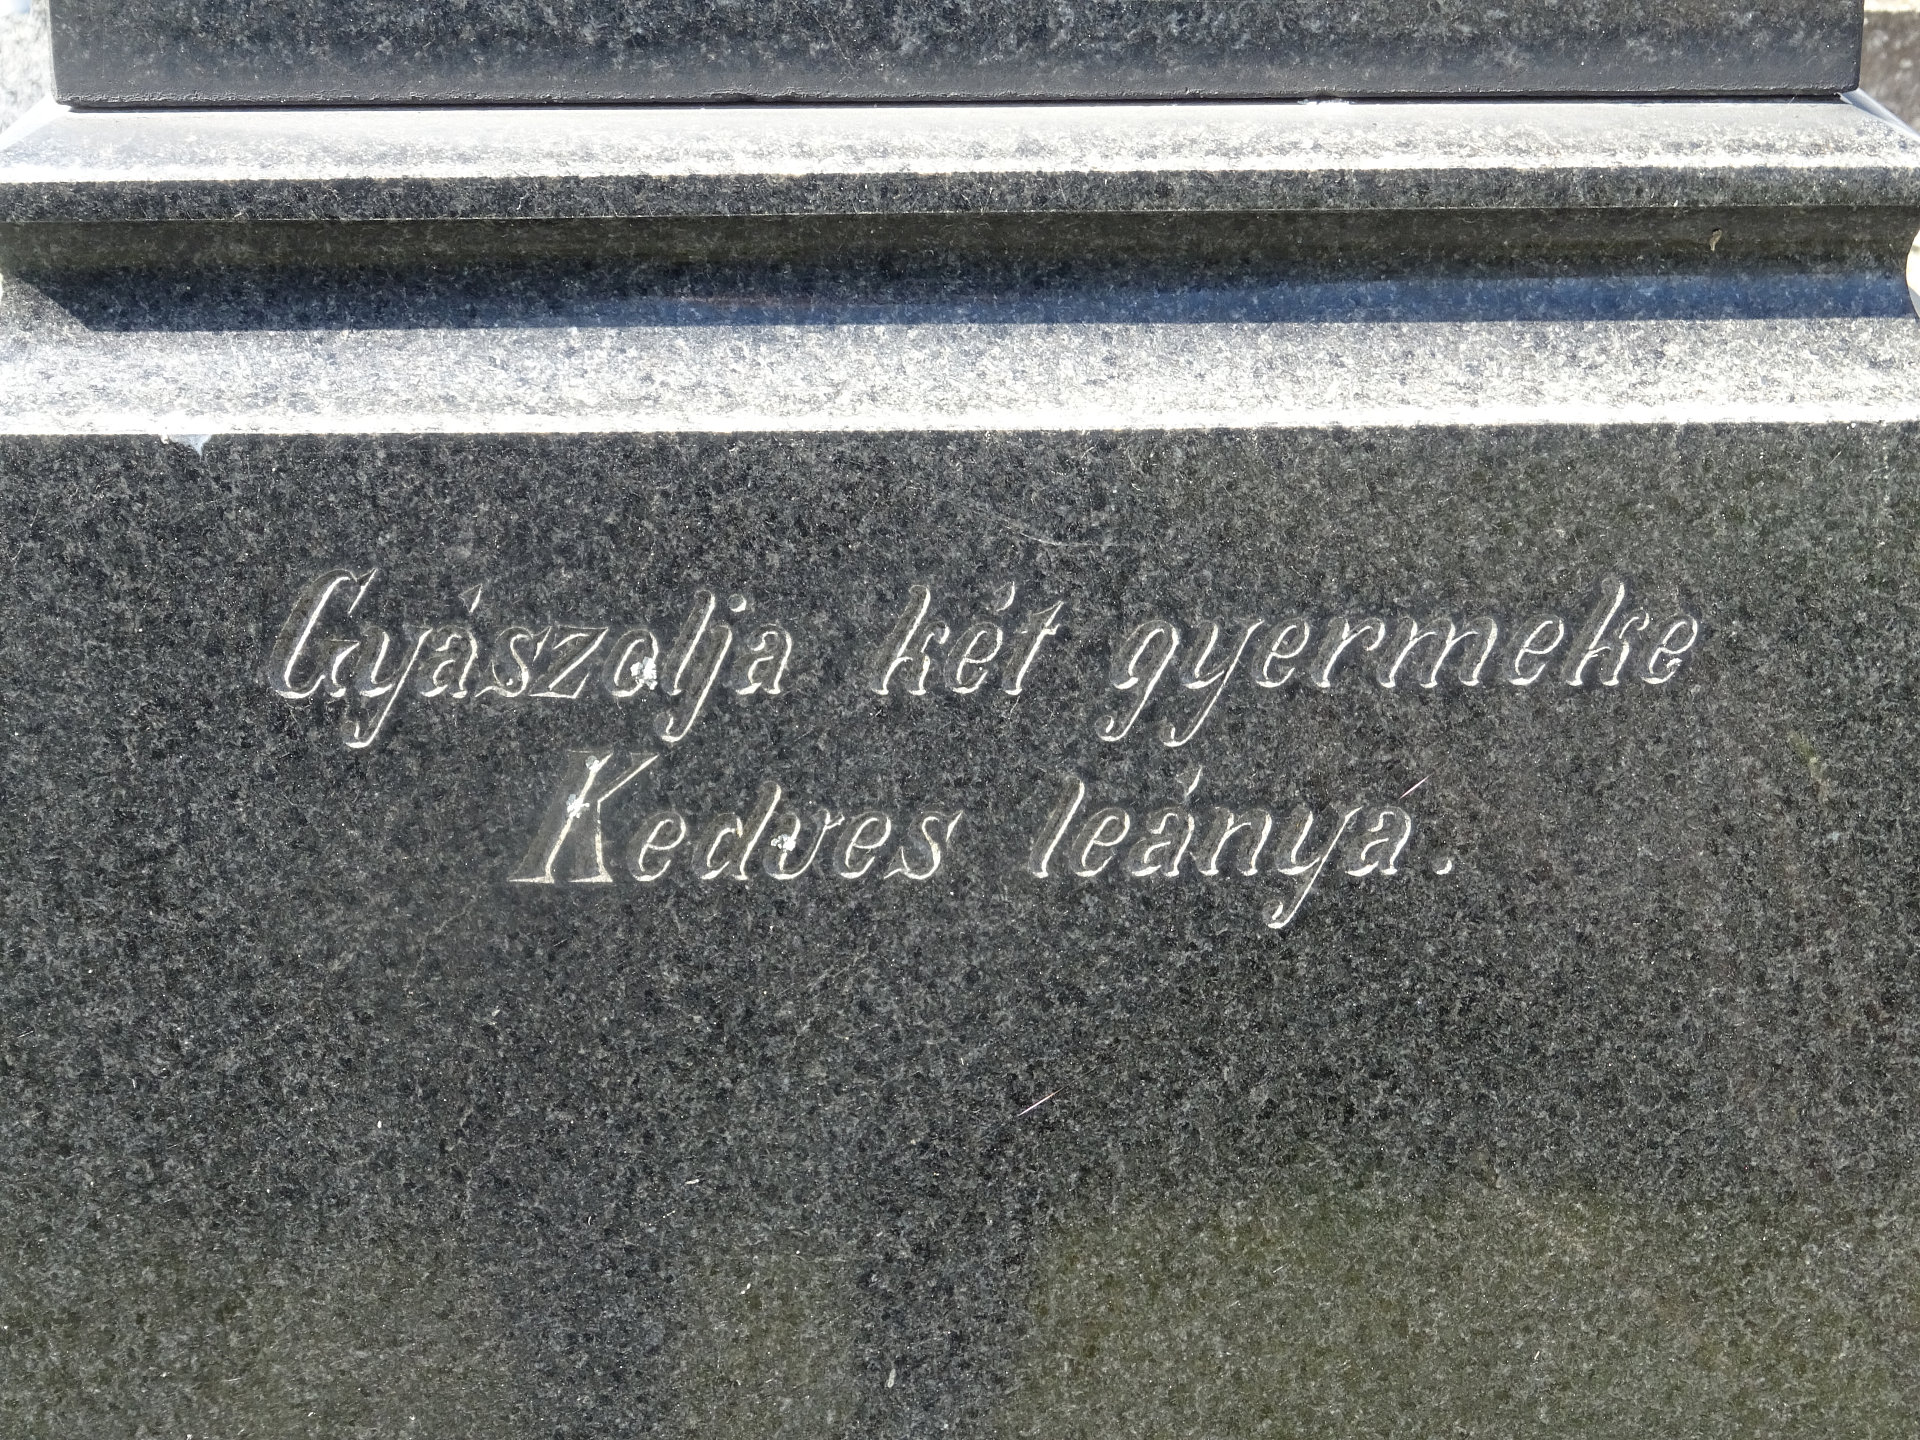 Gyászolja két gyermeke
Kedves leánya.